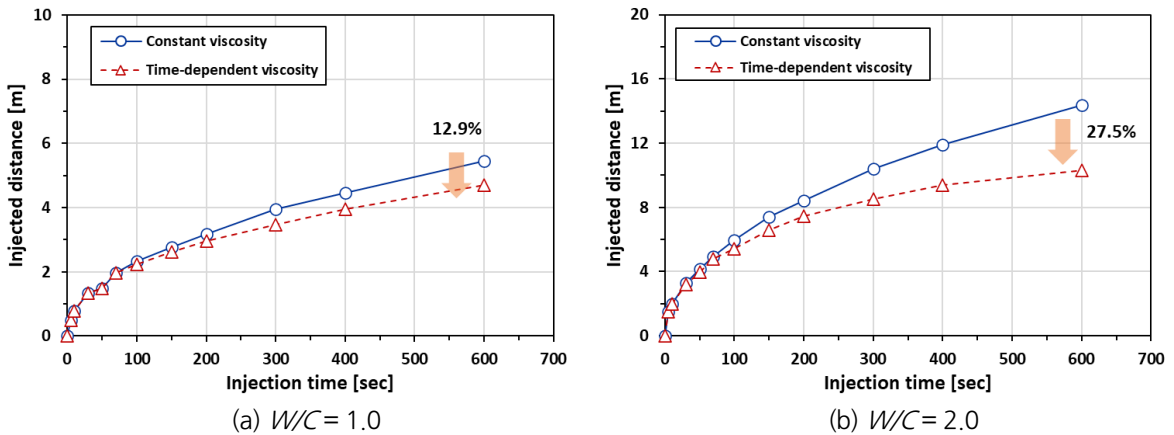 10
8
6
4
2
0
Injected distance [m]
Constant viscosity
Time-dependent viscosity
12.9%
0 100 200 300 400 500 600 700
Injection time [sec]
(a) W/C = 1.0
20
16
12
8
4
0
Injected distance [m]
Constant viscosity
Time-dependent viscosity
27.5%
0 100 200 300 400 500 600 700
Injection time [sec]
(b) W/C = 2.0